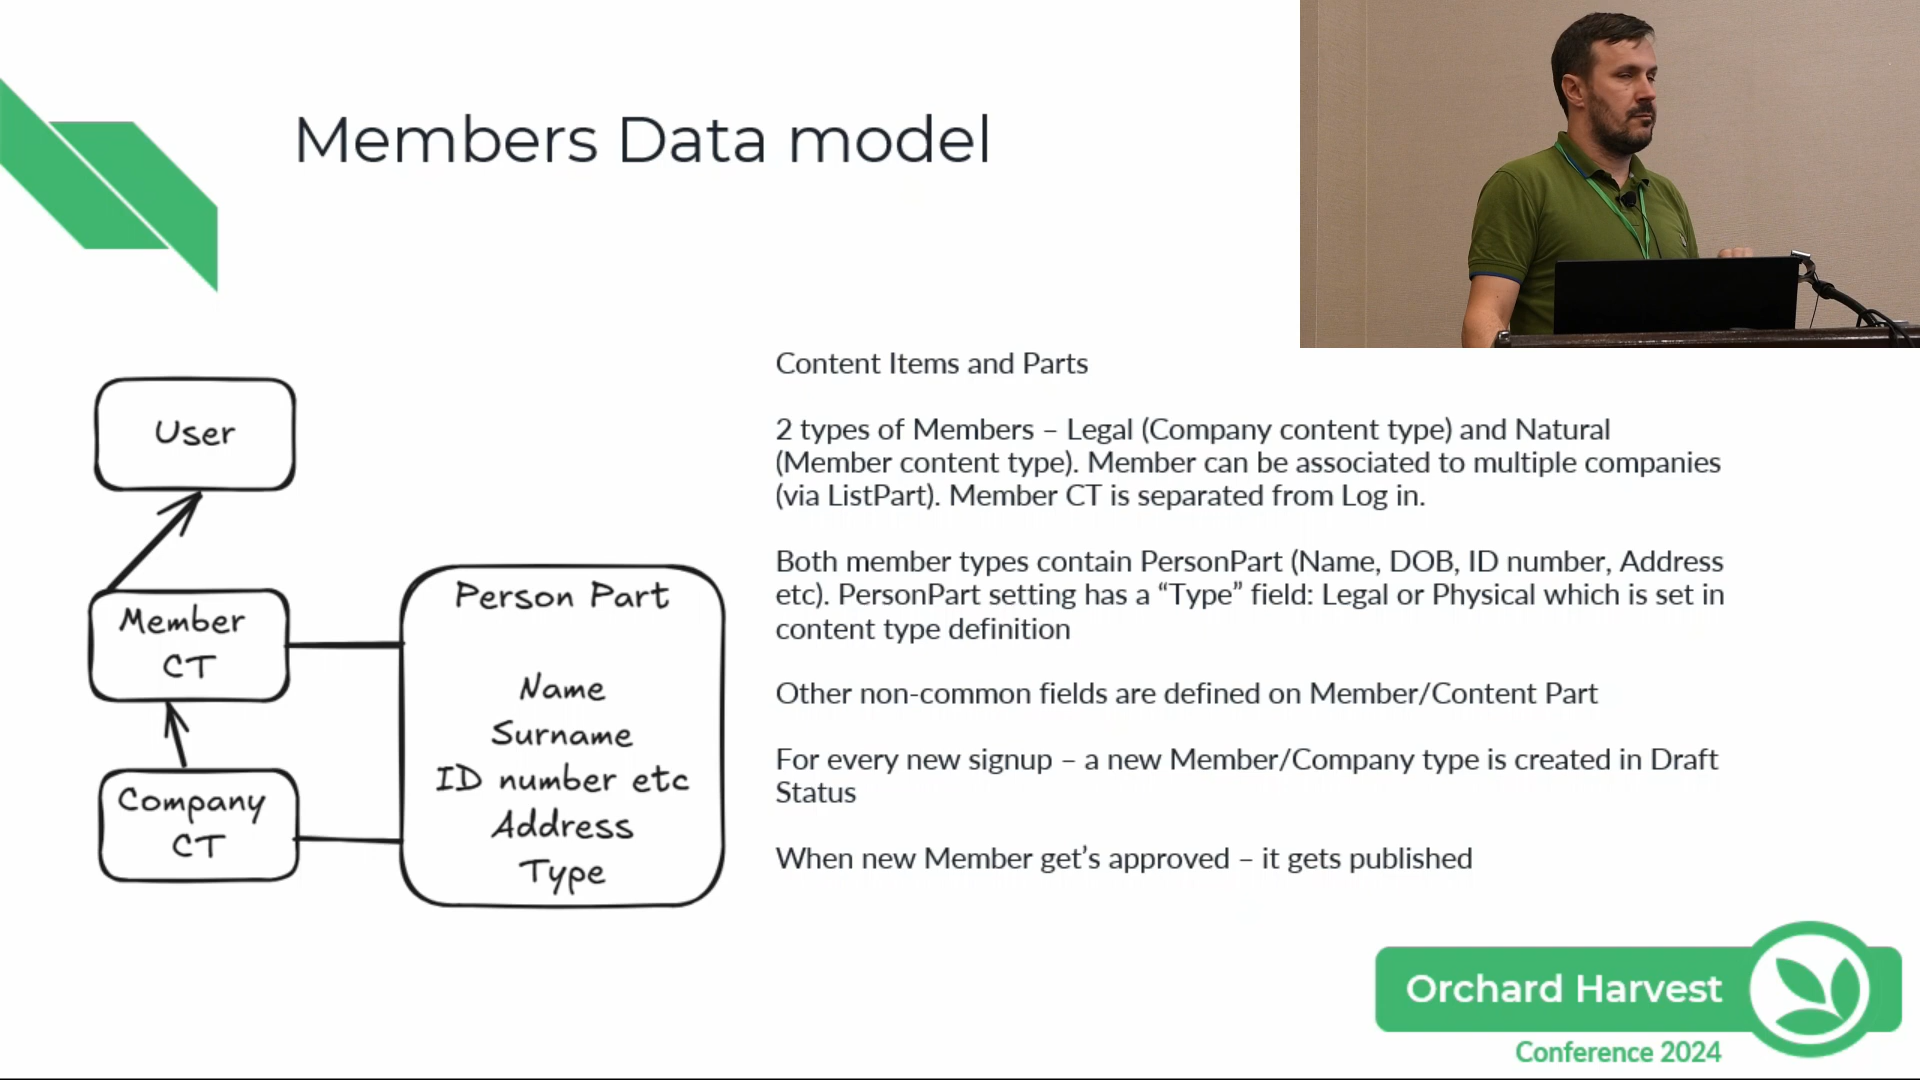 Members Data model
User
Member
CT
Company
CT
Person Part
Name
Surname
ID number etc
Address
Type
Content Items and Parts
2 types of Members – Legal (Company content type) and Natural
(Member content type). Member can be associated to multiple companies
(via ListPart). Member CT is separated from Log in.
Both member types contain PersonPart (Name, DOB, ID number, Address
etc). PersonPart setting has a “Type” field: Legal or Physical which is set in
content type definition
Other non-common fields are defined on Member/Content Part
For every new signup – a new Member/Company type is created in Draft
Status
When new Member get’s approved – it gets published
Orchard Harvest
Conference 2024